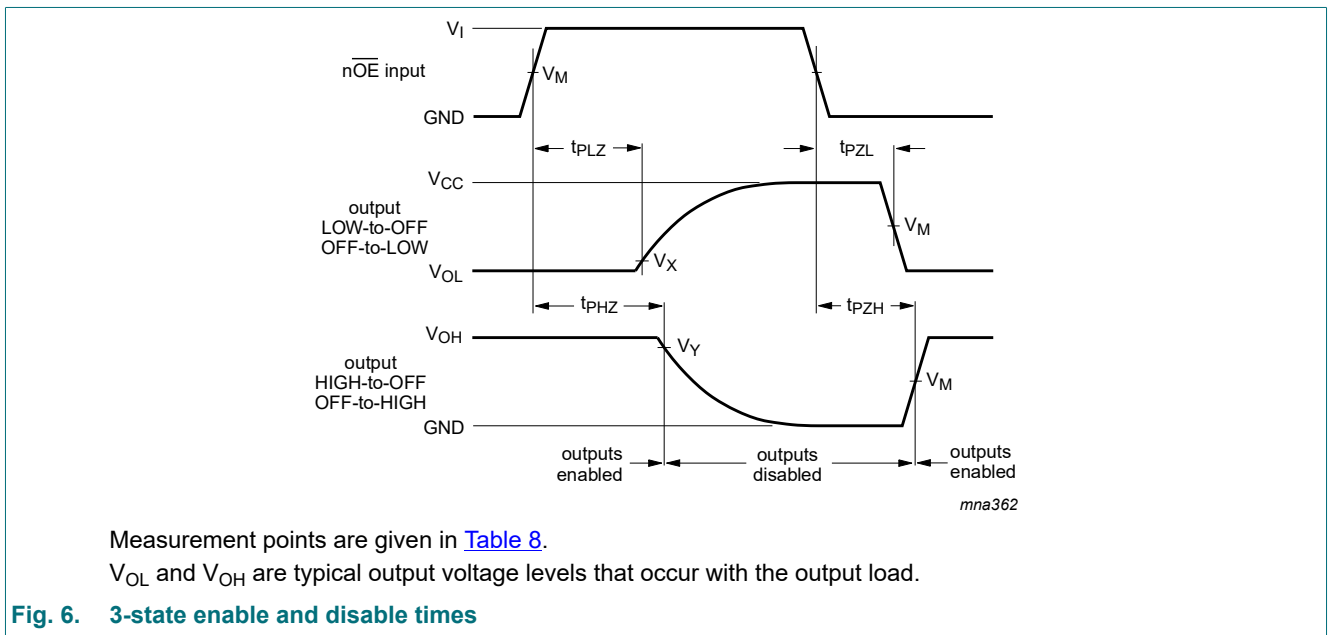 V_I
nO̅E̅ input
V_M
GND
t_PLZ
t_PZL
V_CC
output
LOW-to-OFF
OFF-to-LOW
V_M
V_X
V_OL
t_PHZ
t_PZH
V_OH
V_Y
output
HIGH-to-OFF
OFF-to-HIGH
V_M
GND
outputs
enabled
outputs
disabled
outputs
enabled
mna362
Measurement points are given in Table 8.
V_OL and V_OH are typical output voltage levels that occur with the output load.
Fig. 6. 3-state enable and disable times